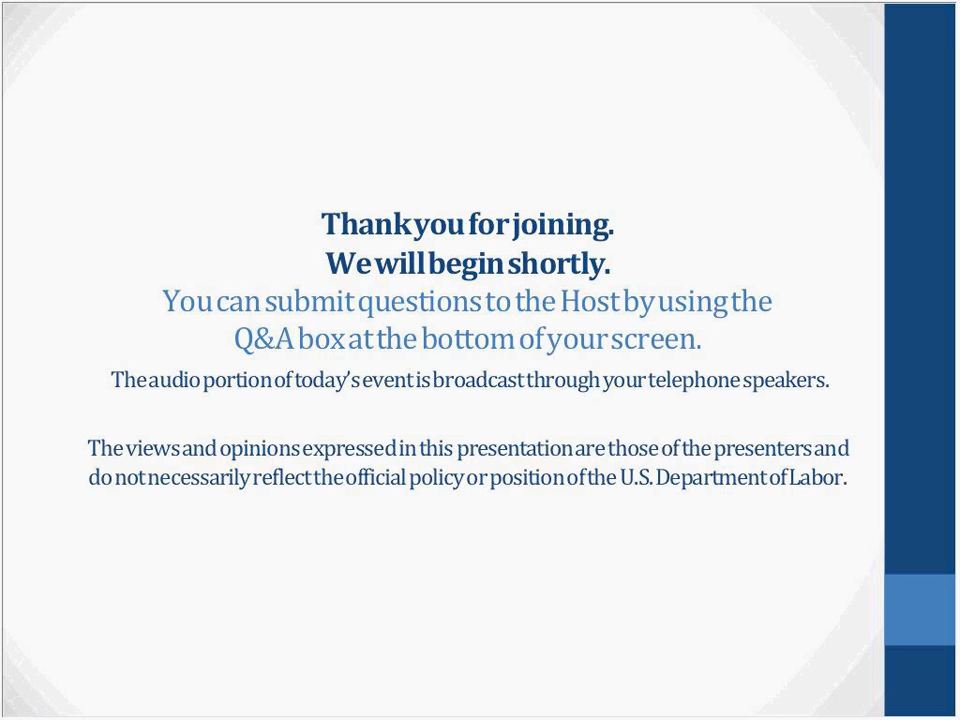 Thank you for joining.
We will begin shortly.
You can submit questions to the Host by using the
Q&A box at the bottom of your screen.
The audio portion of today’s event is broadcast through your telephone speakers.
The views and opinions expressed in this presentation are those of the presenters and
do not necessarily reflect the official policy or position of the U.S. Department of Labor.